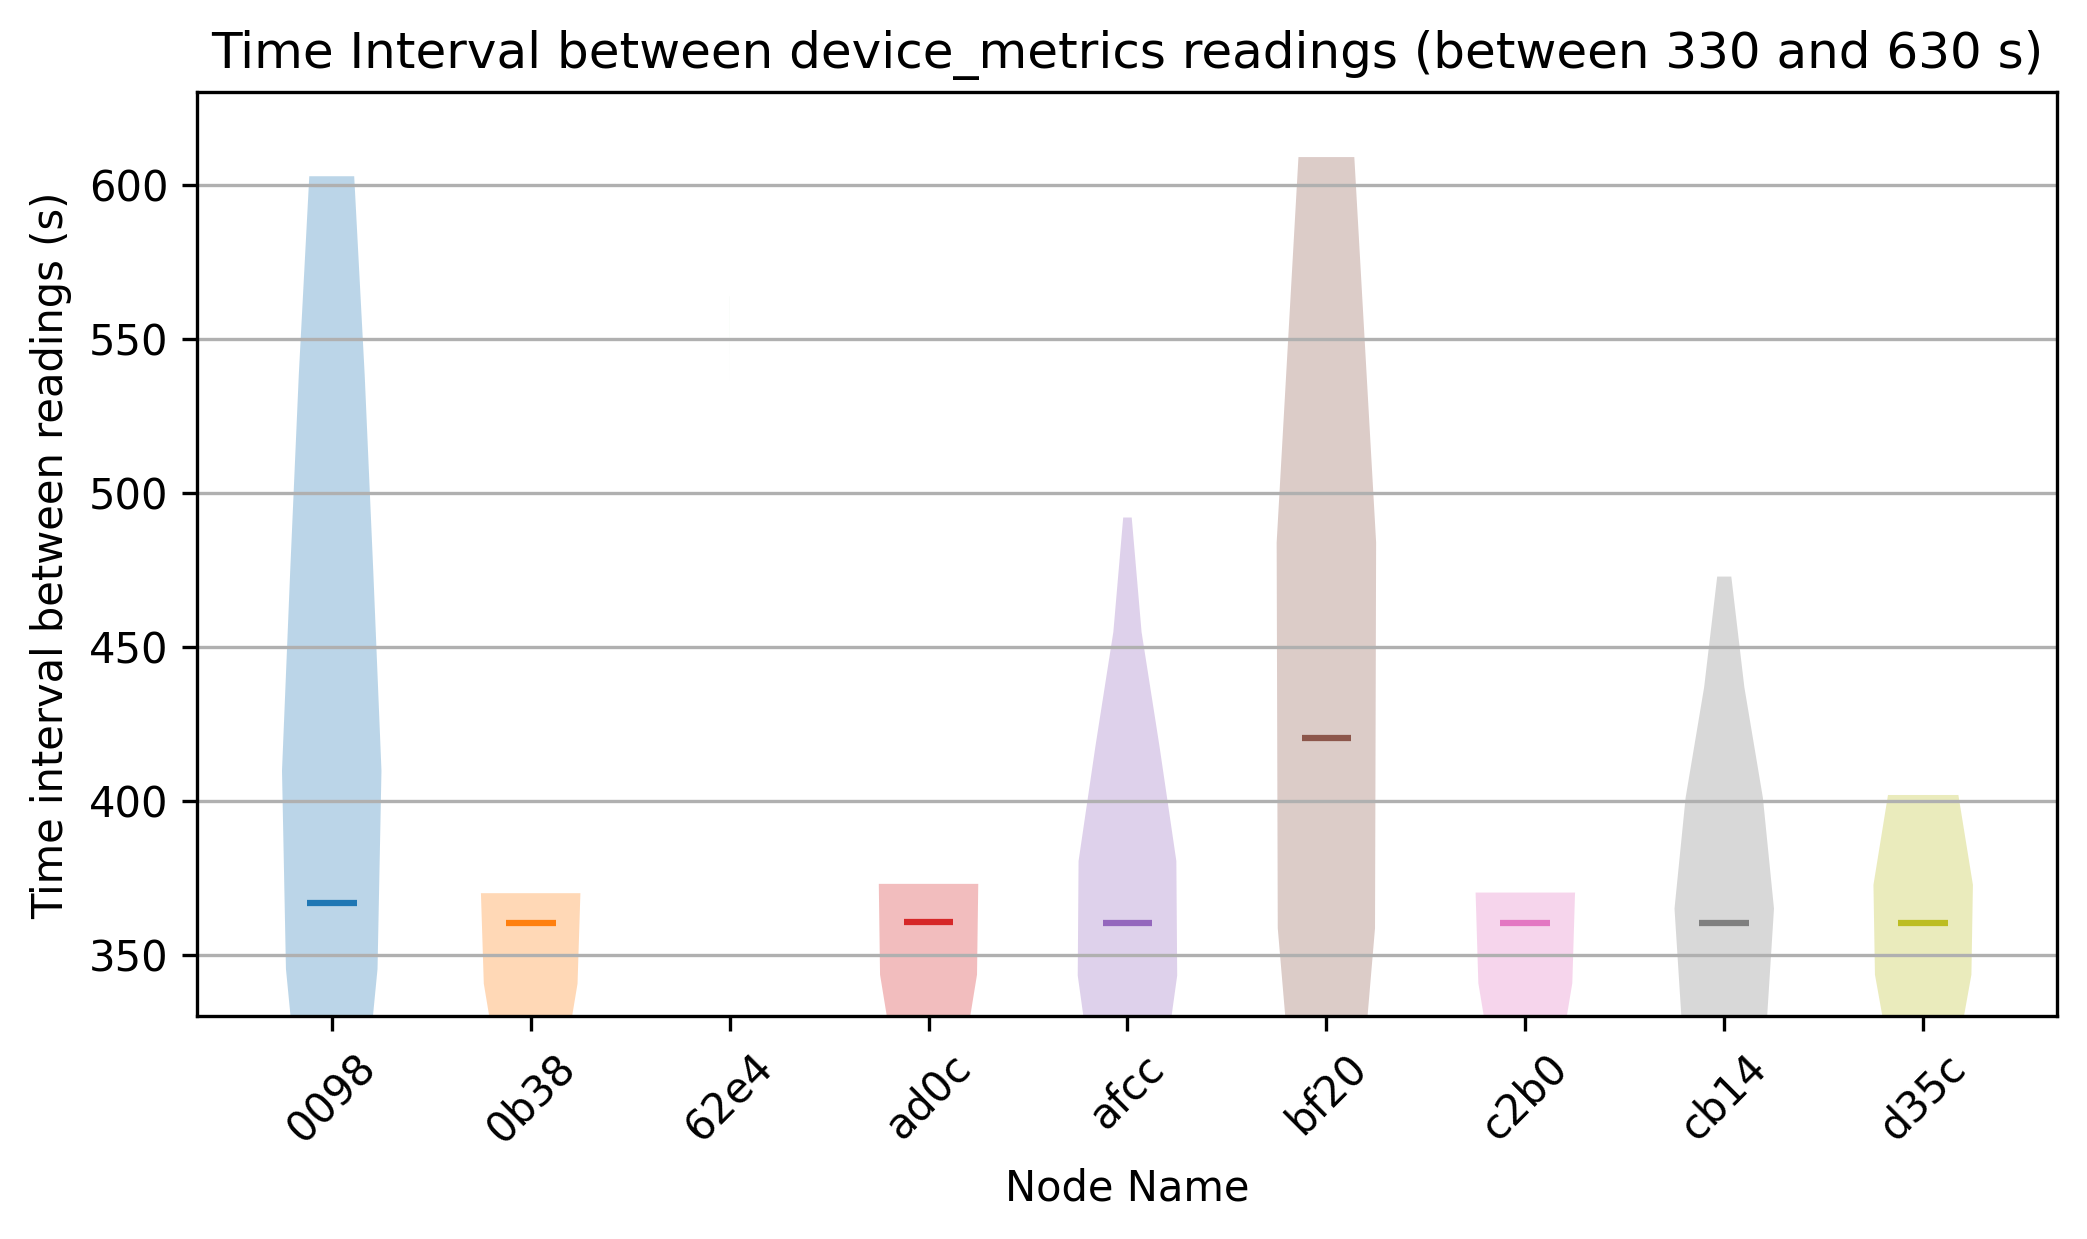 Time Interval between device_metrics readings (between 330 and 630 s)
Time interval between readings (s)
600
550
500
450
400
350
0098
0b38
62e4
ad0c
afcc
bf20
c2b0
cb14
d35c
Node Name